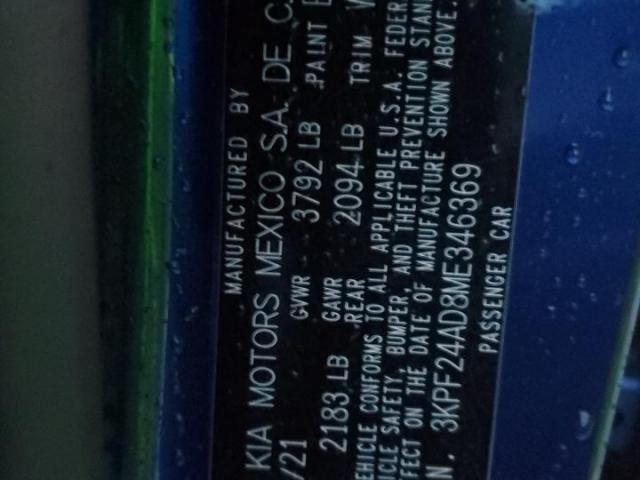 MANUFACTURED BY
KIA MOTORS MEXICO S.A. DE C.
/21 GVWR 3792 LB PAINT
2183 LB GAWR REAR 2094 LB TRIM
EHICLE CONFORMS TO ALL APPLICABLE U.S.A. FEDER
ICLE SAFETY, BUMPER, AND THEFT PREVENTION STAN
FECT ON THE DATE OF MANUFACTURE SHOWN ABOVE.
N. 3KPF24AD8ME346369
PASSENGER CAR